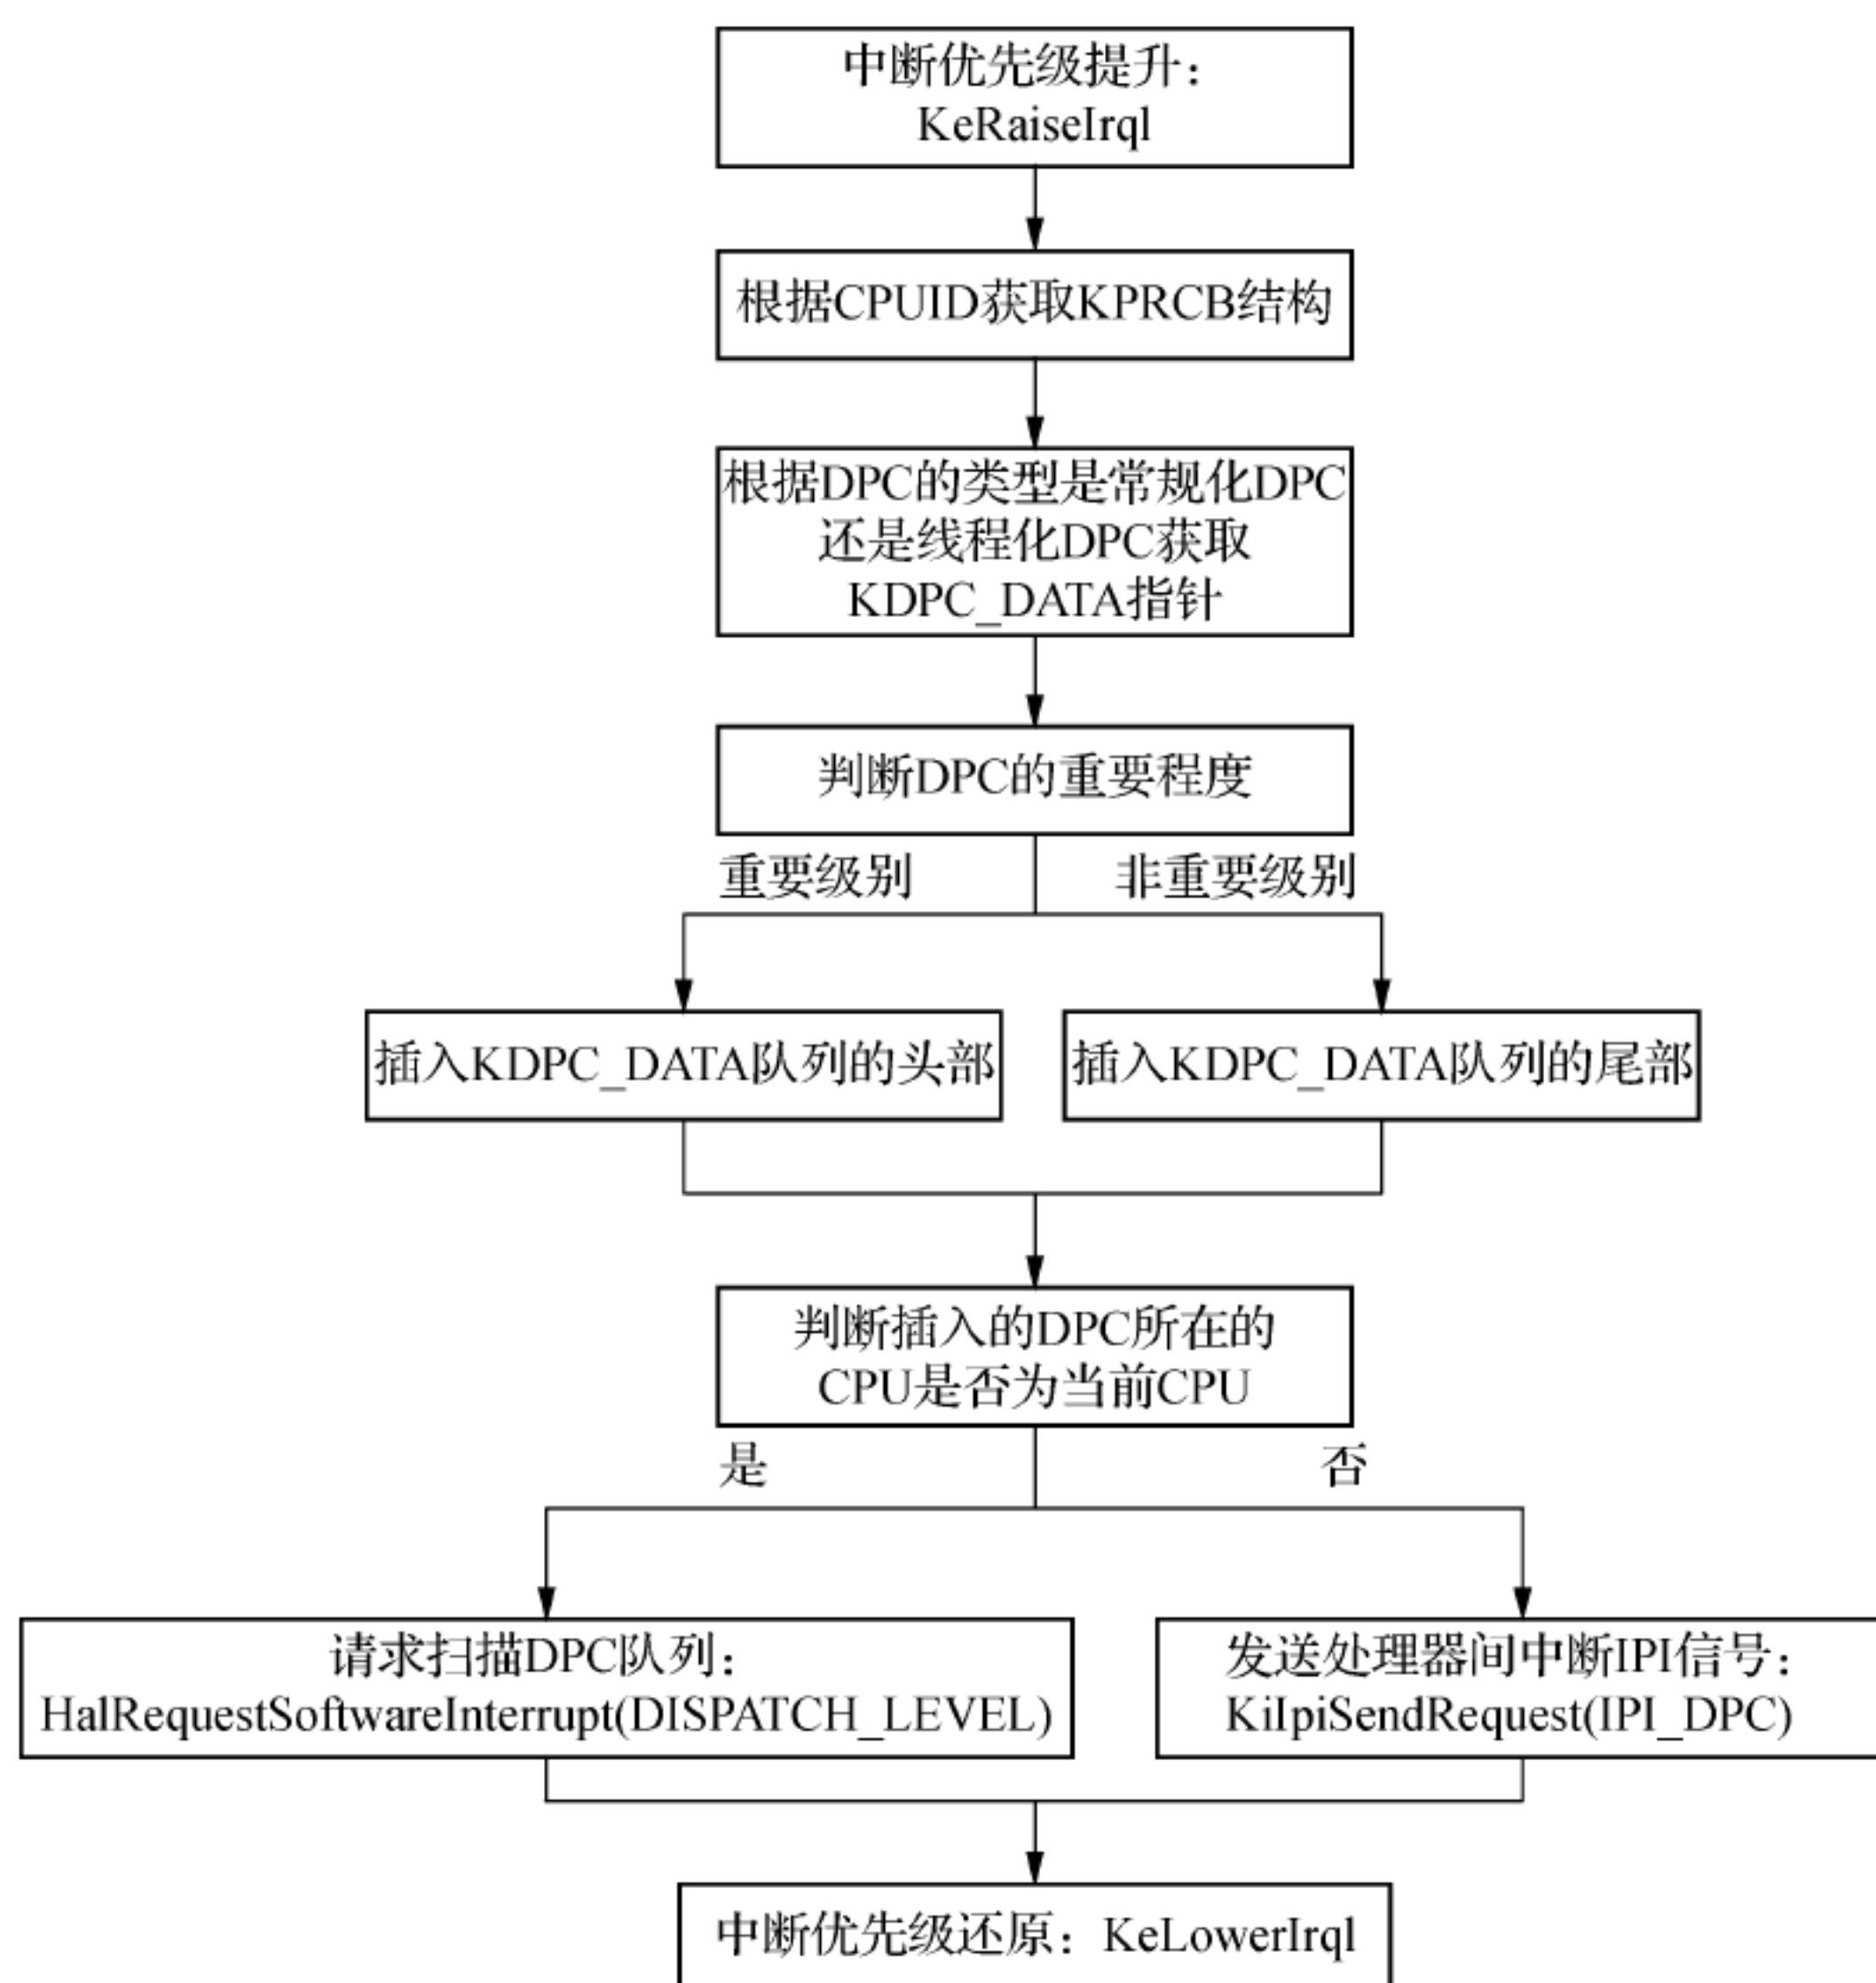 中断优先级提升：
KeRaiseIrql
根据CPUID获取KPRCB结构
根据DPC的类型是常规化DPC
还是线程化DPC获取
KDPC_DATA指针
判断DPC的重要程度
重要级别
非重要级别
插入KDPC_DATA队列的头部
插入KDPC_DATA队列的尾部
判断插入的DPC所在的
CPU是否为当前CPU
是
否
请求扫描DPC队列：
HalRequestSoftwareInterrupt(DISPATCH_LEVEL)
发送处理器间中断IPI信号：
KiIpiSendRequest(IPI_DPC)
中断优先级还原：KeLowerIrql